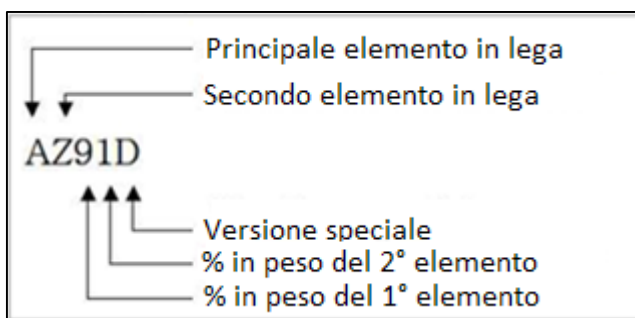 Principale elemento in lega
Secondo elemento in lega
AZ91D
Versione speciale
% in peso del 2° elemento
% in peso del 1° elemento